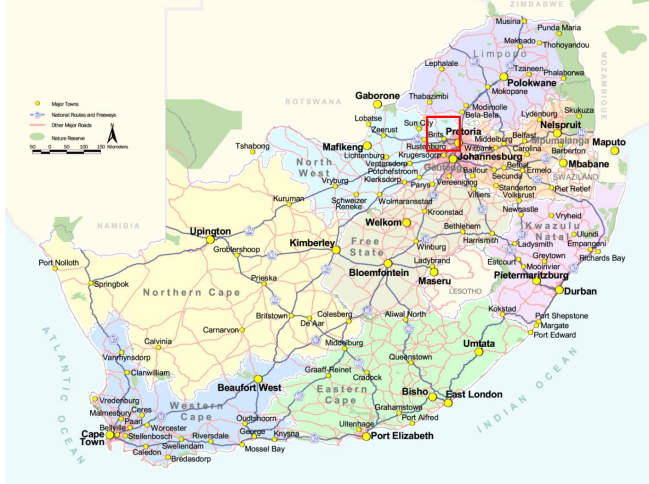 ZIMBABWE
Musina
Punda Maria
Makhado
Thohoyandou
Limpopo
Lephalale
Tzaneen
Phalaborwa
Polokwane
Mokopane
MOZAMBIQUE
Thabazimbi
Gaborone
BOTSWANA
Modimolle
Bela-Bela
Lydenburg
Skukuza
Lobatse
Zeerust
Sun City
Brits
Pretoria
Nelspruit
Mafikeng
Rustenburg
Middelburg
Belfast
Mpumalanga
Maputo
Lichtenburg
Krugersdorp
Witbank
Carolina
Barberton
Tshabong
North
West
Ventersdorp
Johannesburg
Gauteng
Bethal
Mbabane
Potchefstroom
Balfour
Ermelo
Secunda
SWAZILAND
Klerksdorp
Parys
Vereeniging
Standerton
Piet Retief
Vryburg
Villiers
Volksrust
Kuruman
Schweizer
Reneke
Wolmaranstad
Kroonstad
Newcastle
Vryheid
Welkom
NAMIBIA
Upington
Bethlehem
Kwazulu
Natal
Ulundi
Groblershoop
Kimberley
Free
State
Winburg
Harrismith
Ladysmith
Empangeni
Richards Bay
Port Nolloth
Ladybrand
Estcourt
Greytown
Mooirivier
Springbok
Prieska
Bloemfontein
Maseru
Pietermaritzburg
LESOTHO
Durban
Northern Cape
Britstown
Colesberg
De'Aar
Aliwal North
Kokstad
Port Shepstone
Margate
Port Edward
Carnarvon
Calvinia
Vanrhynsdorp
Middelburg
Umtata
Queenstown
Clanwilliam
Beaufort West
Graaff-Reinet
Cradock
Eastern
Cape
Bisho
East London
Vredenburg
Malmesbury
Ceres
Paarl
Western
Cape
Grahamstown
Port Alfred
Bellville
Worcester
Oudtshoorn
Uitenhage
Cape
Town
Stellenbosch
Riversdale
George
Knysna
Port Elizabeth
Caledon
Swellendam
Mossel Bay
Bredasdorp
ATLANTIC OCEAN
INDIAN OCEAN
Major Towns
National Routes and Freeways
Other Major Roads
Nature Reserve
N
50 25 0 50 100 150 Kilometers